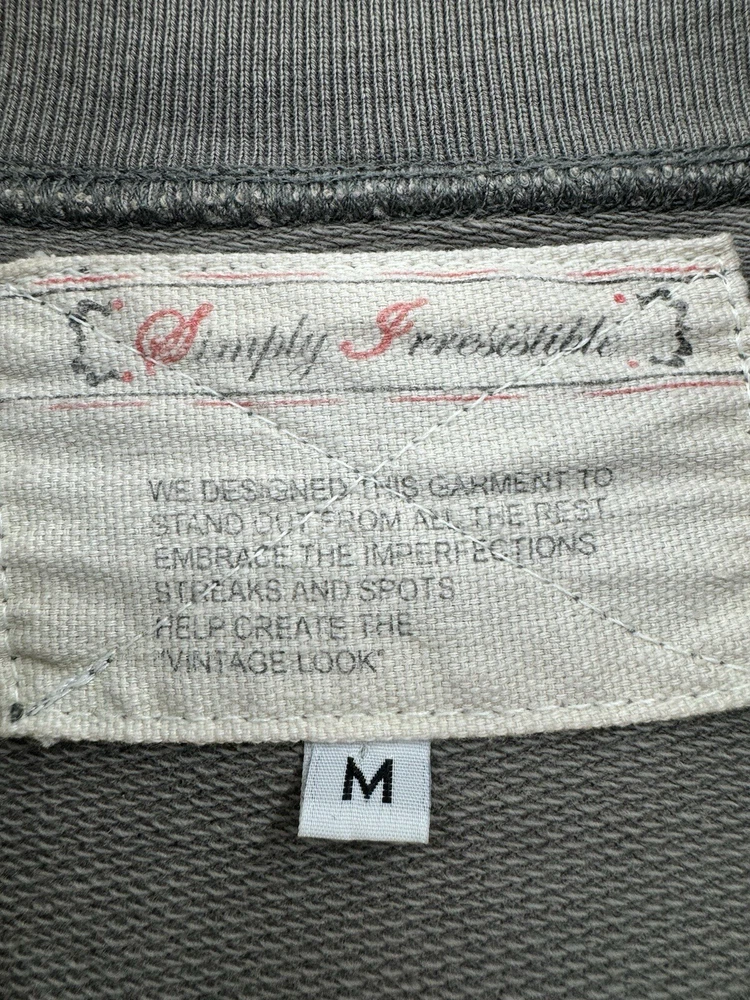 Simply Irresistible
WE DESIGNED THIS GARMENT TO
STAND OUT FROM ALL THE REST.
EMBRACE THE IMPERFECTIONS
STREAKS AND SPOTS
HELP CREATE THE
"VINTAGE LOOK"
M